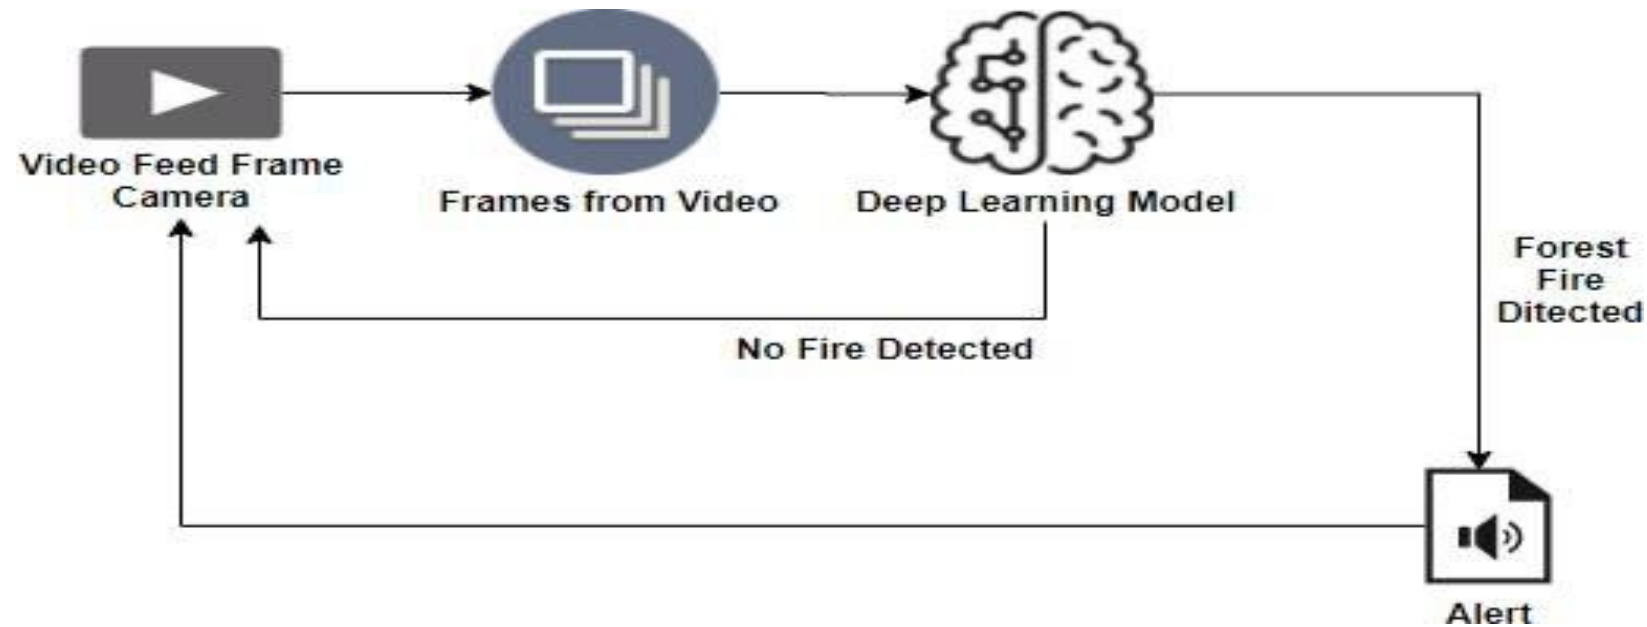 Video Feed Frame
Camera
Frames from Video
Deep Learning Model
Forest
Fire
Ditected
No Fire Detected
Alert